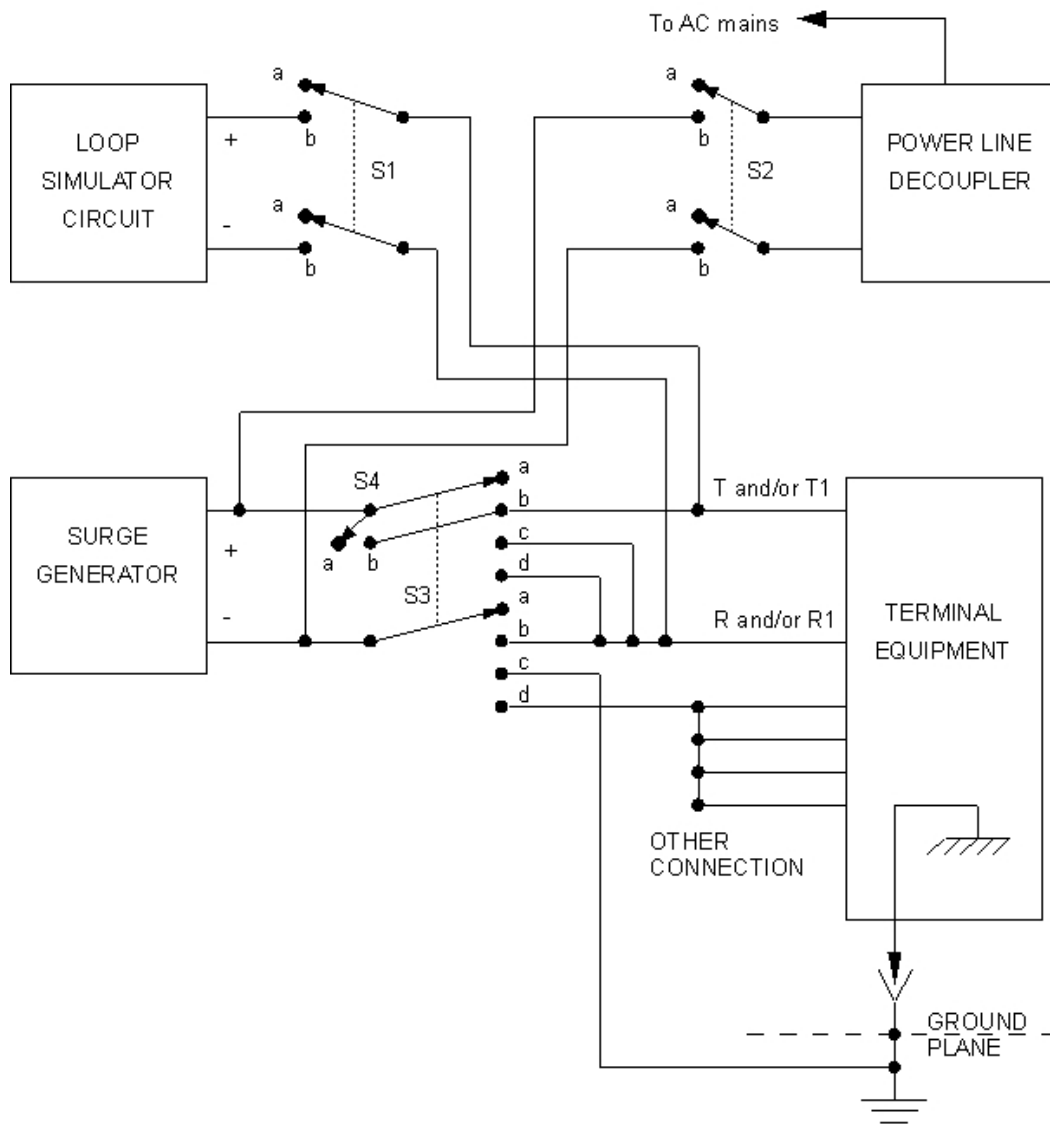 To AC mains
a
b
+
S1
a
-
b
LOOP
SIMULATOR
CIRCUIT
a
b
S2
a
b
POWER LINE
DECOUPLER
SURGE
GENERATOR
+
-
S4
a
b
S3
a
b
c
d
a
b
c
d
T and/or T1
R and/or R1
TERMINAL
EQUIPMENT
OTHER
CONNECTION
GROUND
PLANE